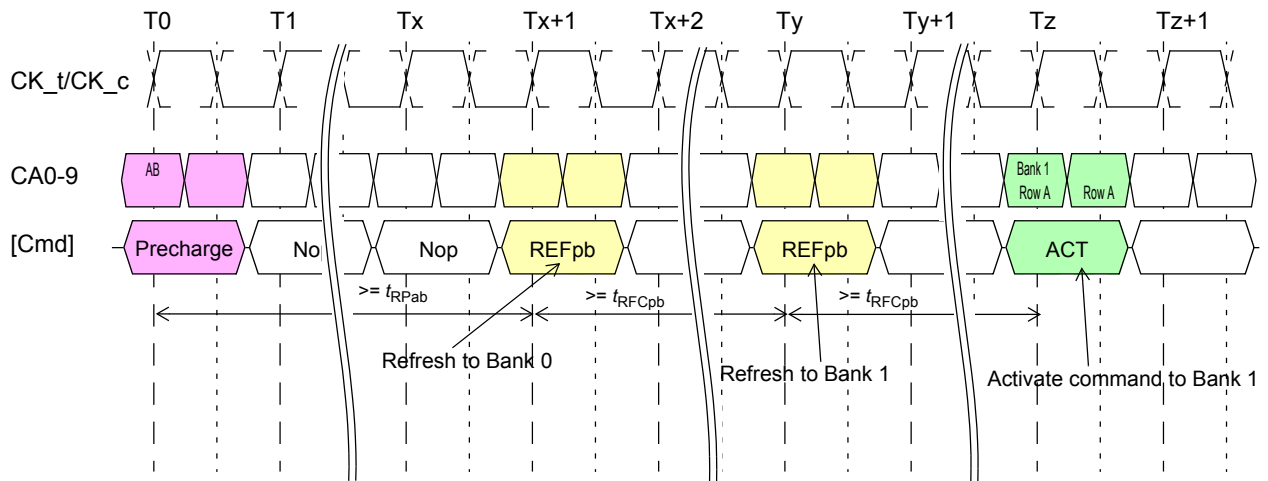 T0 T1 Tx Tx+1 Tx+2 Ty Ty+1 Tz Tz+1
CK_t/CK_c
CA0-9 AB Bank 1 Row A Row A
[Cmd] Precharge Nop Nop REFpb REFpb ACT
>= tRPab >= tRFCpb >= tRFCpb
Refresh to Bank 0 Refresh to Bank 1 Activate command to Bank 1